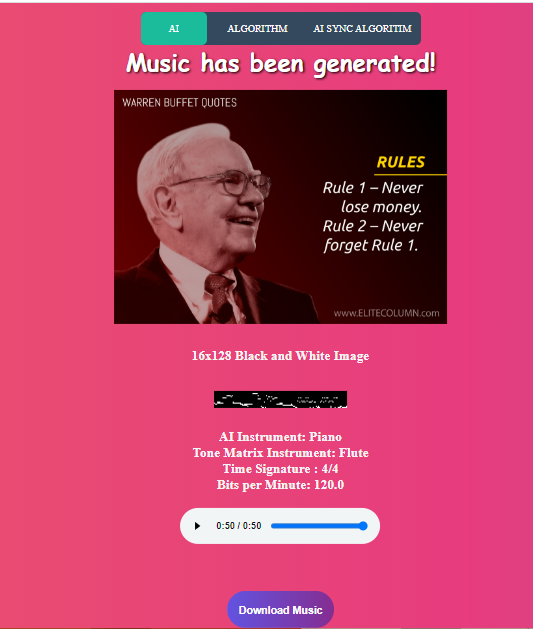 AI ALGORITHM AI SYNC ALGORITIM
Music has been generated!
WARREN BUFFET QUOTES
RULES
Rule 1 – Never
lose money.
Rule 2 – Never
forget Rule 1.
www.ELITECOLUMN.com
16x128 Black and White Image
AI Instrument: Piano
Tone Matrix Instrument: Flute
Time Signature : 4/4
Bits per Minute: 120.0
0:50 / 0:50
Download Music